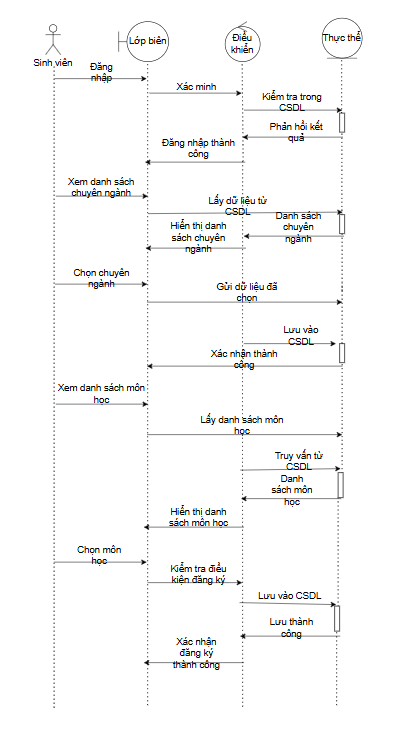 Sinh viên
Lớp biên
Điều
khiển
Thực thể
Đăng
nhập
Xác minh
Kiểm tra trong
CSDL
Phản hồi kết
quả
Đăng nhập thành
công
Xem danh sách
chuyên ngành
Lấy dữ liệu từ
CSDL
Danh sách
chuyên
ngành
Hiển thị danh
sách chuyên
ngành
Chọn chuyên
ngành
Gửi dữ liệu đã
chọn
Lưu vào
CSDL
Xác nhận thành
công
Xem danh sách môn
học
Lấy danh sách môn
học
Truy vấn từ
CSDL
Danh
sách môn
học
Hiển thị danh
sách môn học
Chọn môn
học
Kiểm tra điều
kiện đăng ký
Lưu vào CSDL
Lưu thành
công
Xác nhận
đăng ký
thành công